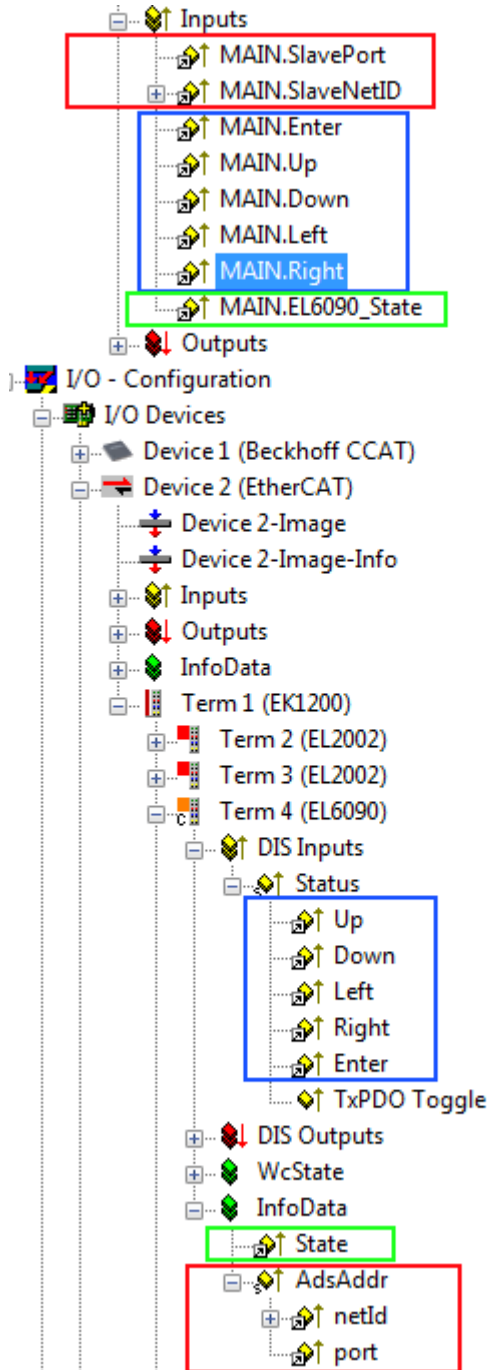 Inputs
MAIN.SlavePort
MAIN.SlaveNetID
MAIN.Enter
MAIN.Up
MAIN.Down
MAIN.Left
MAIN.Right
MAIN.EL6090_State
Outputs
I/O - Configuration
I/O Devices
Device 1 (Beckhoff CCAT)
Device 2 (EtherCAT)
Device 2-Image
Device 2-Image-Info
Inputs
Outputs
InfoData
Term 1 (EK1200)
Term 2 (EL2002)
Term 3 (EL2002)
Term 4 (EL6090)
DIS Inputs
Status
Up
Down
Left
Right
Enter
TxPDO Toggle
DIS Outputs
WcState
InfoData
State
AdsAddr
netId
port